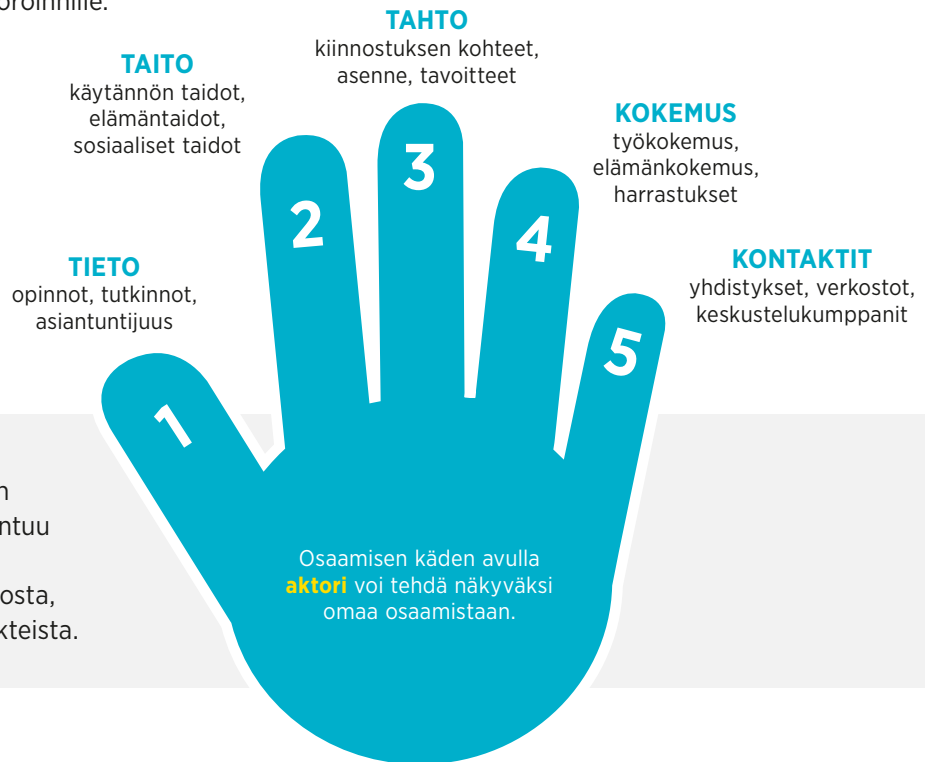 TAHTO
kiinnostuksen kohteet,
asenne, tavoitteet
TAITO
käytännön taidot,
elämäntaidot,
sosiaaliset taidot
KOKEMUS
työkokemus,
elämänkokemus,
harrastukset
TIETO
opinnot, tutkinnot,
asiantuntijuus
KONTAKTIT
yhdistykset, verkostot,
keskustelukumppanit
1
2
3
4
5
Osaamisen käden avulla
aktori voi tehdä näkyväksi
omaa osaamistaan.